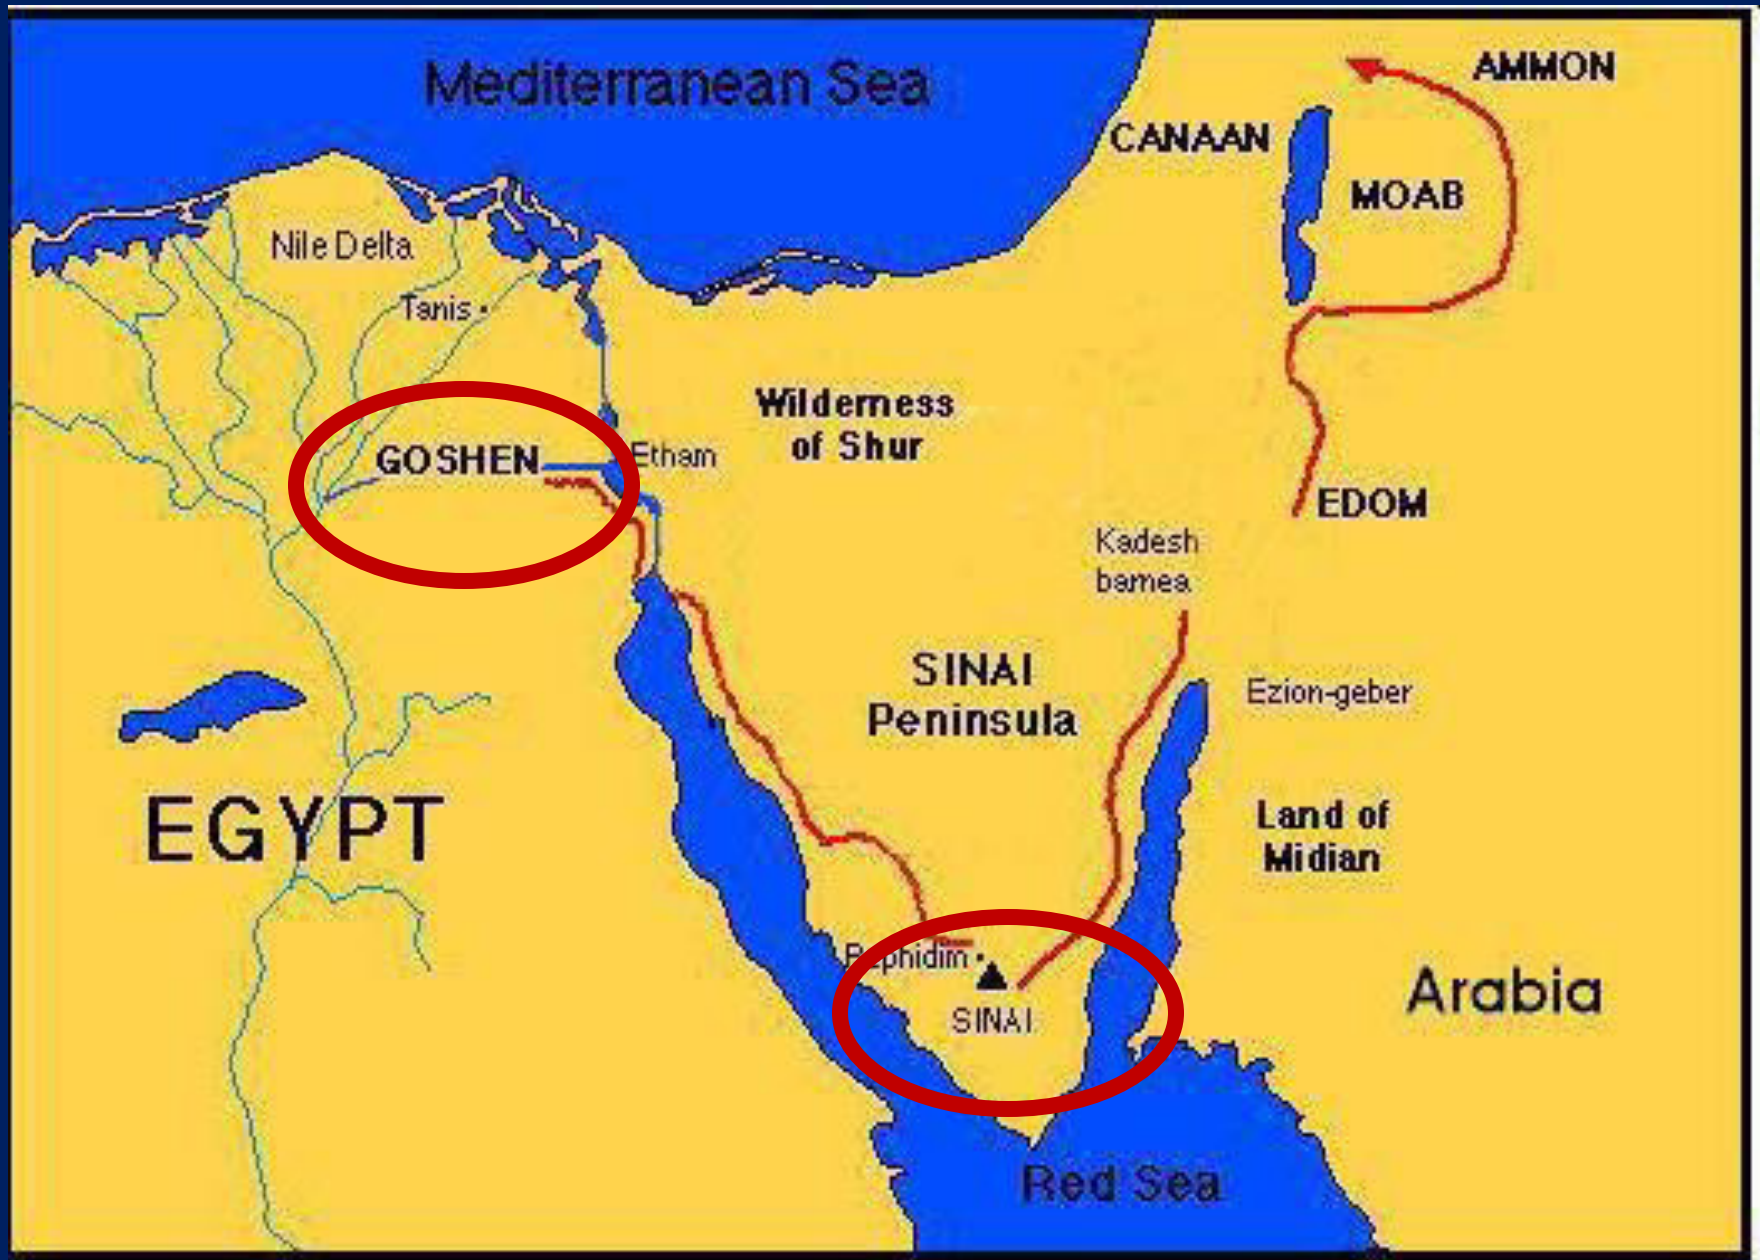 Mediterranean Sea
AMMON
CANAAN
MOAB
Nile Delta
Tanis
Wilderness
of Shur
GOSHEN
Etham
EDOM
Kadesh
barnea
SINAI
Peninsula
Ezion-geber
EGYPT
Land of
Midian
Rephidim
SINAI
Arabia
Red Sea